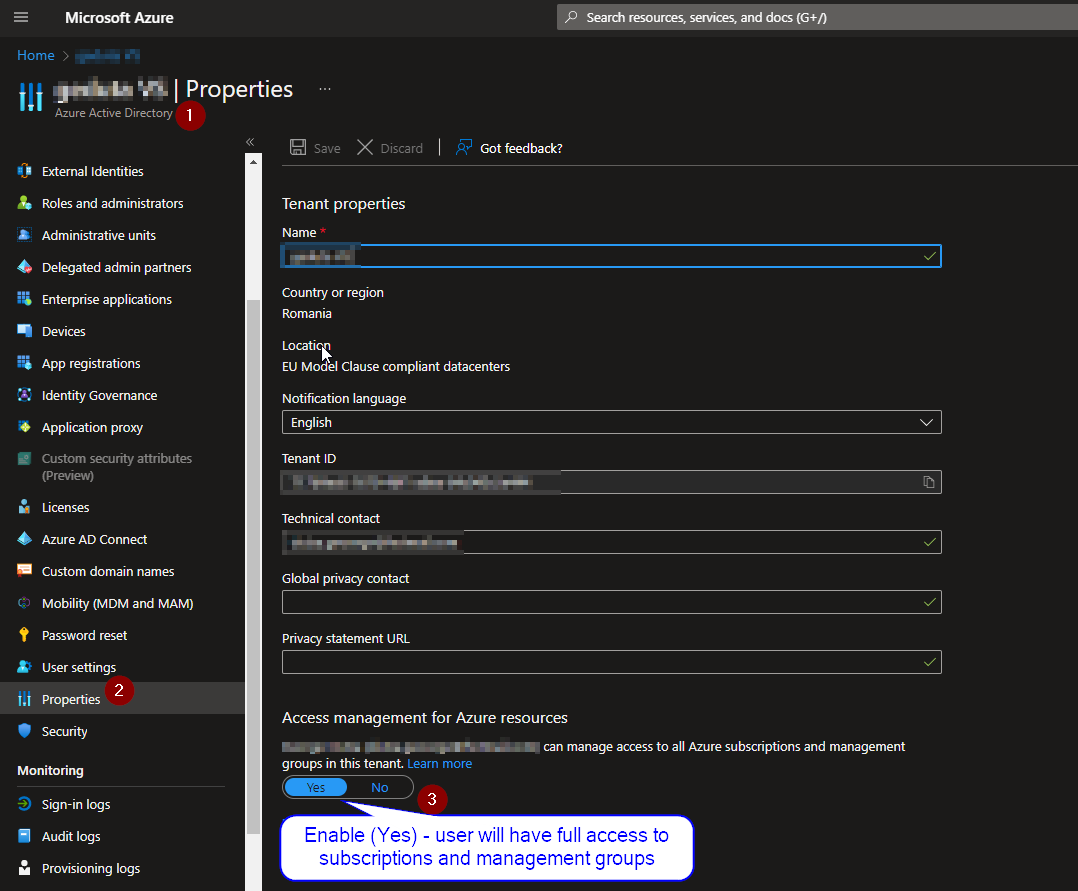 Microsoft Azure
Search resources, services, and docs (G+/)
Home >
| Properties ...
Azure Active Directory
1
«
Save
Discard
Got feedback?
External Identities
Roles and administrators
Administrative units
Delegated admin partners
Enterprise applications
Devices
App registrations
Identity Governance
Application proxy
Custom security attributes
(Preview)
Licenses
Azure AD Connect
Custom domain names
Mobility (MDM and MAM)
Password reset
User settings
Properties
2
Security
Monitoring
Sign-in logs
Audit logs
Provisioning logs
Tenant properties
Name *
Country or region
Romania
Location
EU Model Clause compliant datacenters
Notification language
English
Tenant ID
Technical contact
Global privacy contact
Privacy statement URL
Access management for Azure resources
can manage access to all Azure subscriptions and management
groups in this tenant. Learn more
Yes
No
3
Enable (Yes) - user will have full access to
subscriptions and management groups